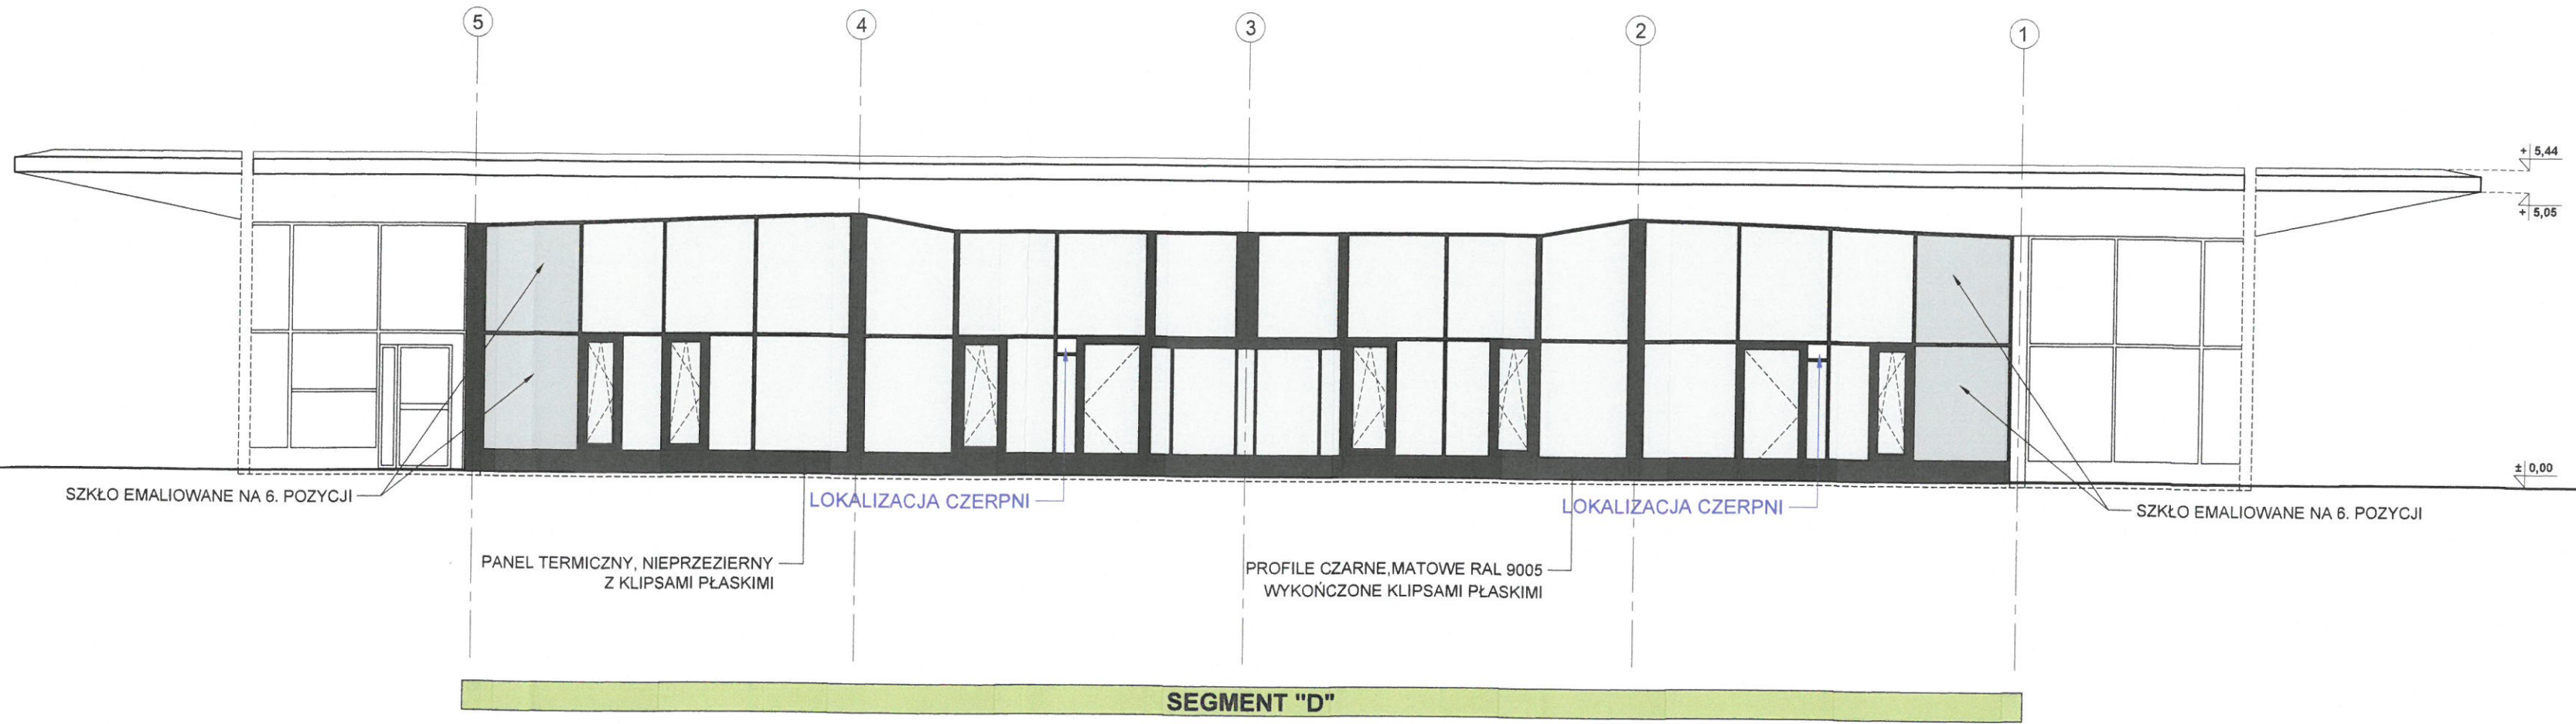 5
4
3
2
1
+ 5,44
+ 5,05
± 0,00
SZKŁO EMALIOWANE NA 6. POZYCJI
LOKALIZACJA CZERPNI
LOKALIZACJA CZERPNI
SZKŁO EMALIOWANE NA 6. POZYCJI
PANEL TERMICZNY, NIEPRZEZIERNY
Z KLIPSAMI PŁASKIMI
PROFILE CZARNE,MATOWE RAL 9005
WYKOŃCZONE KLIPSAMI PŁASKIMI
SEGMENT "D"